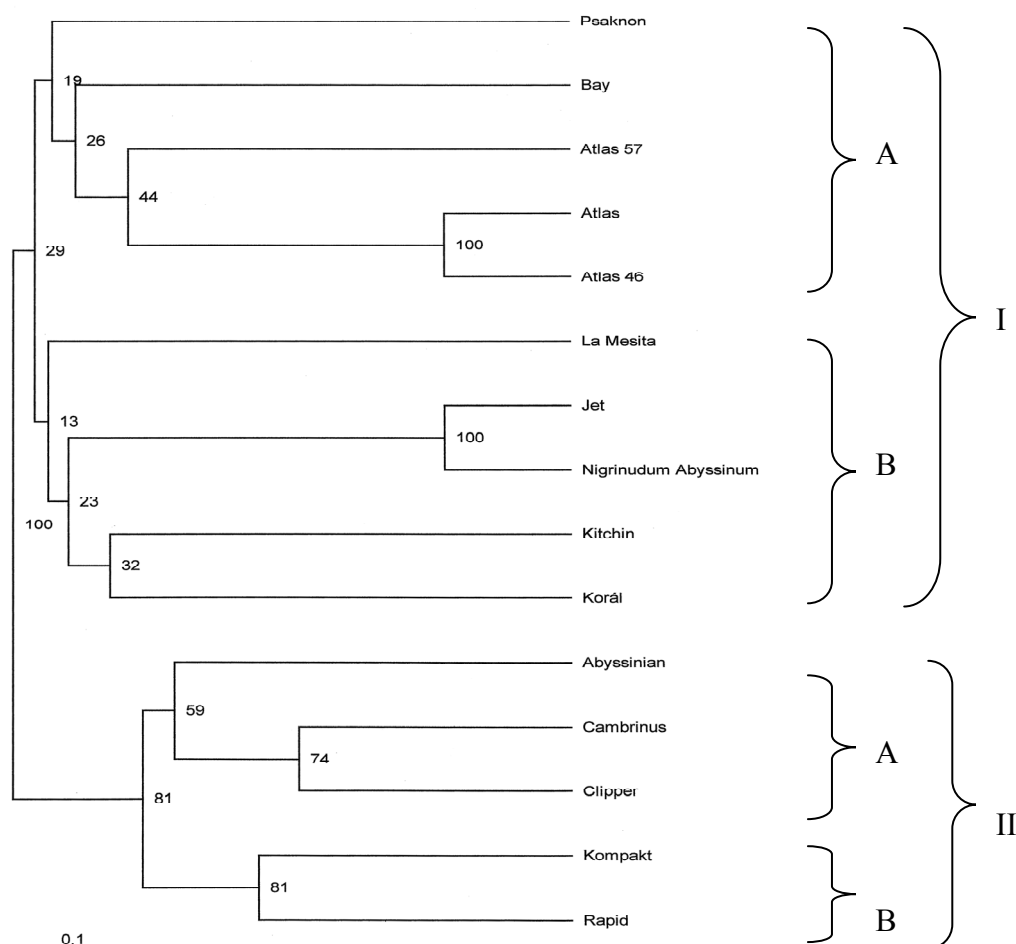 Psaknon
19
Bay
26
A
Atlas 57
44
Atlas
100
Atlas 46
29
I
La Mesita
Jet
13
100
B
Nigrinudum Abyssinum
23
100
Kitchin
32
Korál
Abyssinian
59
Cambrinus
74
A
Clipper
81
II
Kompakt
81
Rapid
B
0.1